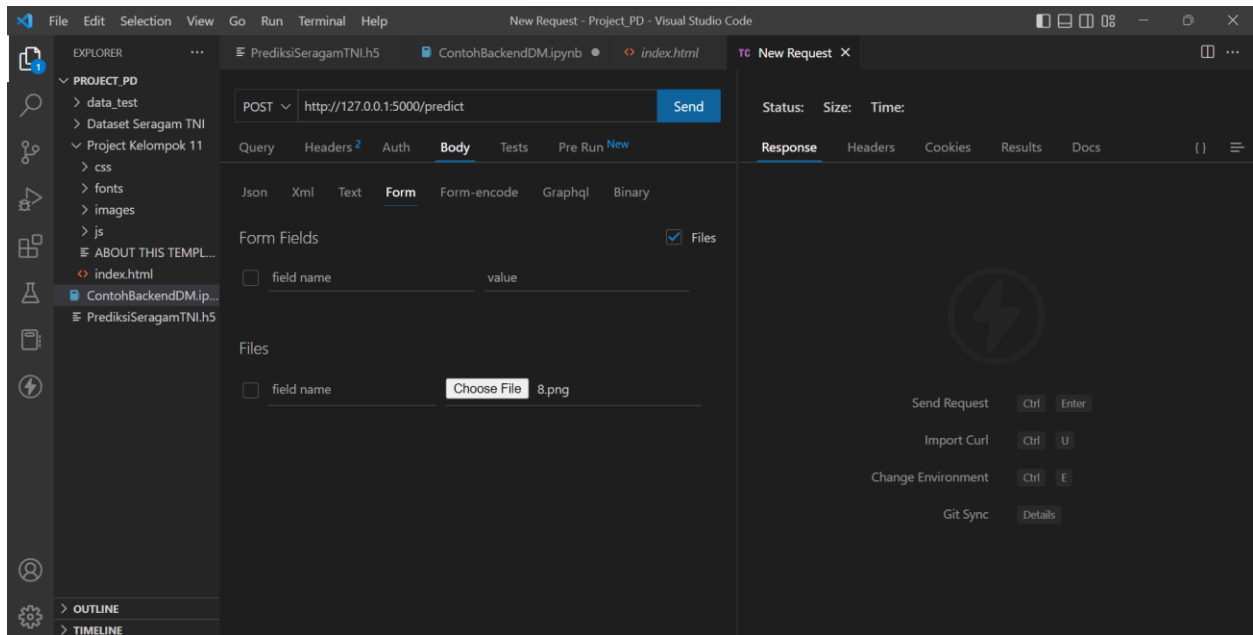 File Edit Selection View Go Run Terminal Help New Request - Project_PD - Visual Studio Code
EXPLORER ...
PrediksiSeragamTNI.h5 ContohBackendDM.ipynb index.html TC New Request
1
PROJECT_PD
data_test
Dataset Seragam TNI
Project Kelompok 11
css
fonts
images
js
ABOUT THIS TEMPL...
<> index.html
ContohBackendDM.ip...
PrediksiSeragamTNI.h5
OUTLINE
TIMELINE
POST http://127.0.0.1:5000/predict Send
Query Headers 2 Auth Body Tests Pre Run New
Json Xml Text Form Form-encode Graphql Binary
Form Fields Files
field name value
Files
field name Choose File 8.png
Status: Size: Time:
Response Headers Cookies Results Docs { }
Send Request Ctrl Enter
Import Curl Ctrl U
Change Environment Ctrl E
Git Sync Details